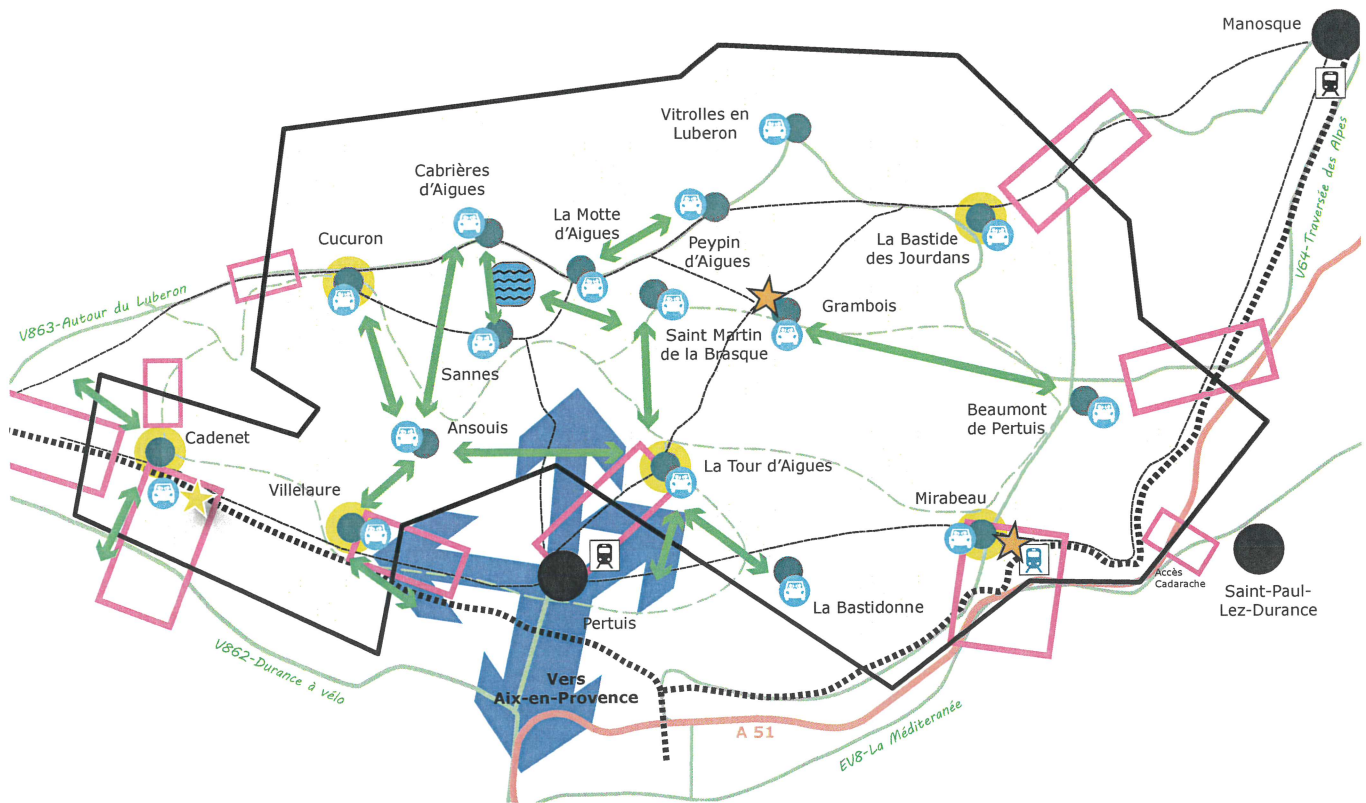 Manosque
Vitrolles en
Luberon
Cabrières
d'Aigues
La Motte
d'Aigues
Cucuron
Peypin
d'Aigues
La Bastide
des Jourdans
V64-Traversée des Alpes
V863-Autour du Luberon
Grambois
Saint Martin
de la Brasque
Sannes
Ansouis
Beaumont
de Pertuis
Cadenet
La Tour d'Aigues
Villelaure
Mirabeau
Accès
Cadarache
Saint-Paul-
Lez-Durance
La Bastidonne
Pertuis
V862-Durance à vélo
Vers
Aix-en-Provence
A 51
EV8-La Méditeranée